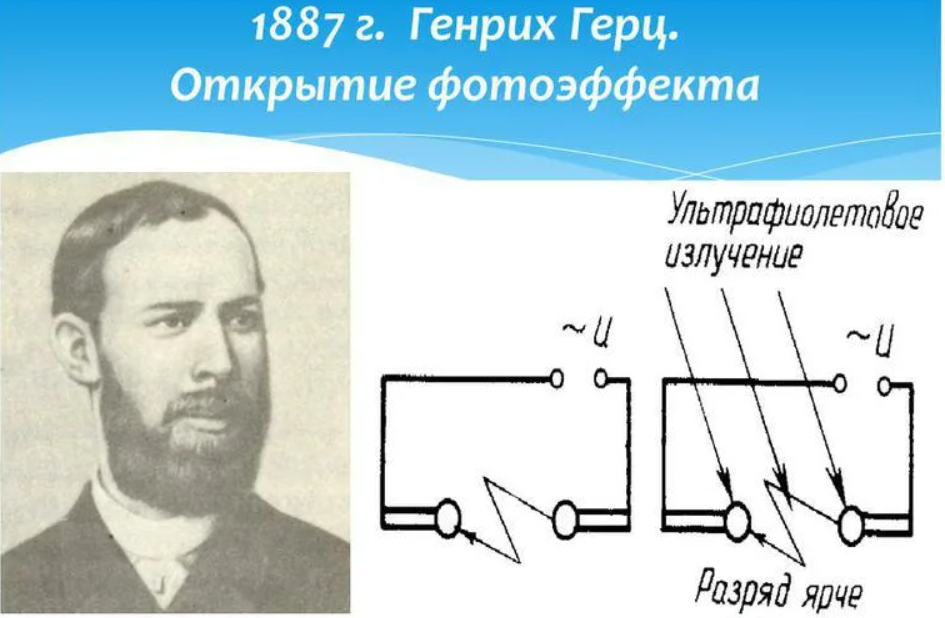 1887 г. Генрих Герц.
Открытие фотоэффекта
Ультрафиолетовое
излучение
~u
~u
Разряд ярче